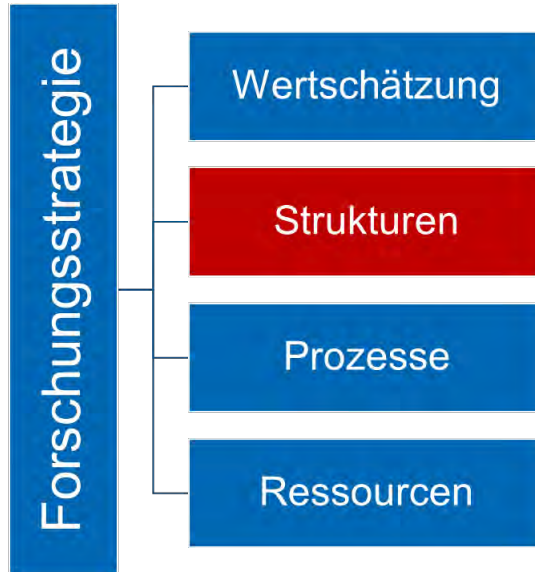 Forschungsstrategie
Wertschätzung
Strukturen
Prozesse
Ressourcen